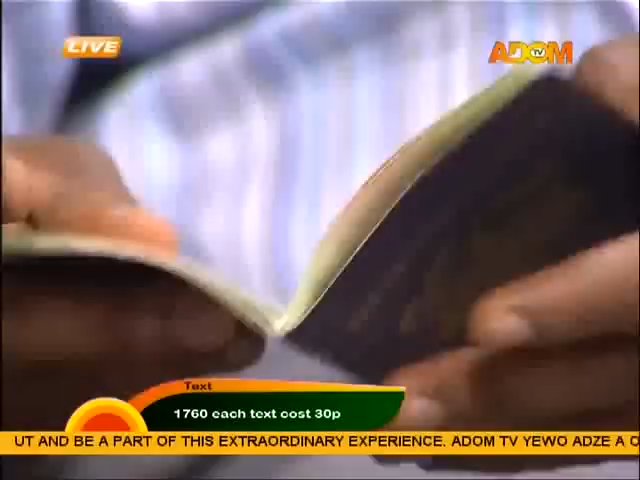 LIVE
ADOM TV
Text
1760 each text cost 30p
UT AND BE A PART OF THIS EXTRAORDINARY EXPERIENCE. ADOM TV YEWO ADZE A